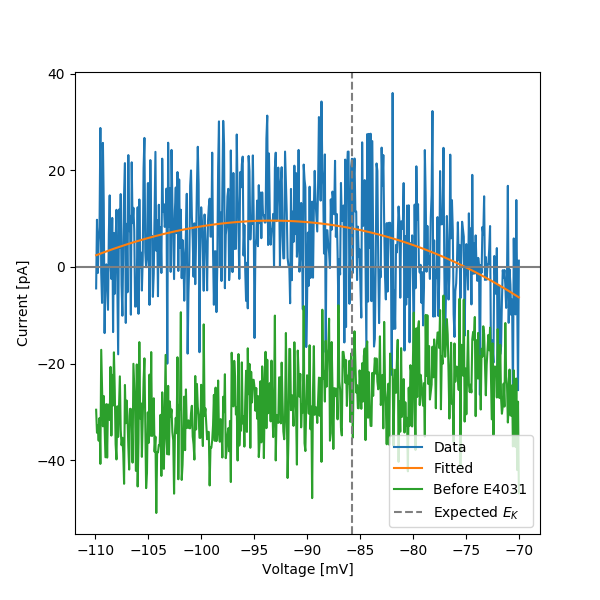 40
20
0
−20
−40
Current [pA]
Data
Fitted
Before E4031
Expected $E_K$
−110 −105 −100 −95 −90 −85 −80 −75 −70
Voltage [mV]